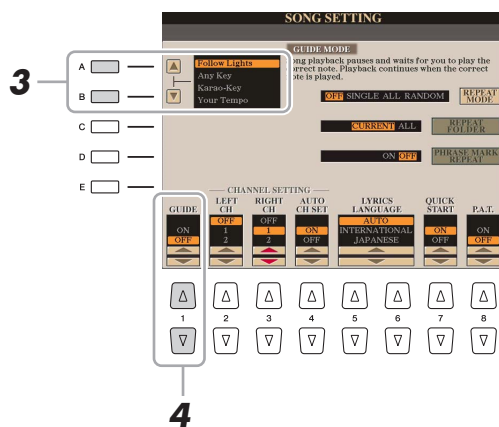 SONG SETTING
GUIDE MODE
3
A
Follow Lights
Any Key
Karao-Key
Your Tempo
B
ong playback pauses and waits for you to play the
orrect note. Playback continues when the correct
ote is played.
OFF SINGLE ALL RANDOM
REPEAT
MODE
C
CURRENT ALL
REPEAT
FOLDER
D
ON OFF
PHRASE MARK
REPEAT
E
CHANNEL SETTING
GUIDE
ON
OFF
LEFT
CH
OFF
1
2
RIGHT
CH
OFF
1
2
AUTO
CH SET
ON
OFF
LYRICS
LANGUAGE
AUTO
INTERNATIONAL
JAPANESE
QUICK
START
ON
OFF
P.A.T.
ON
OFF
1 2 3 4 5 6 7 8
4